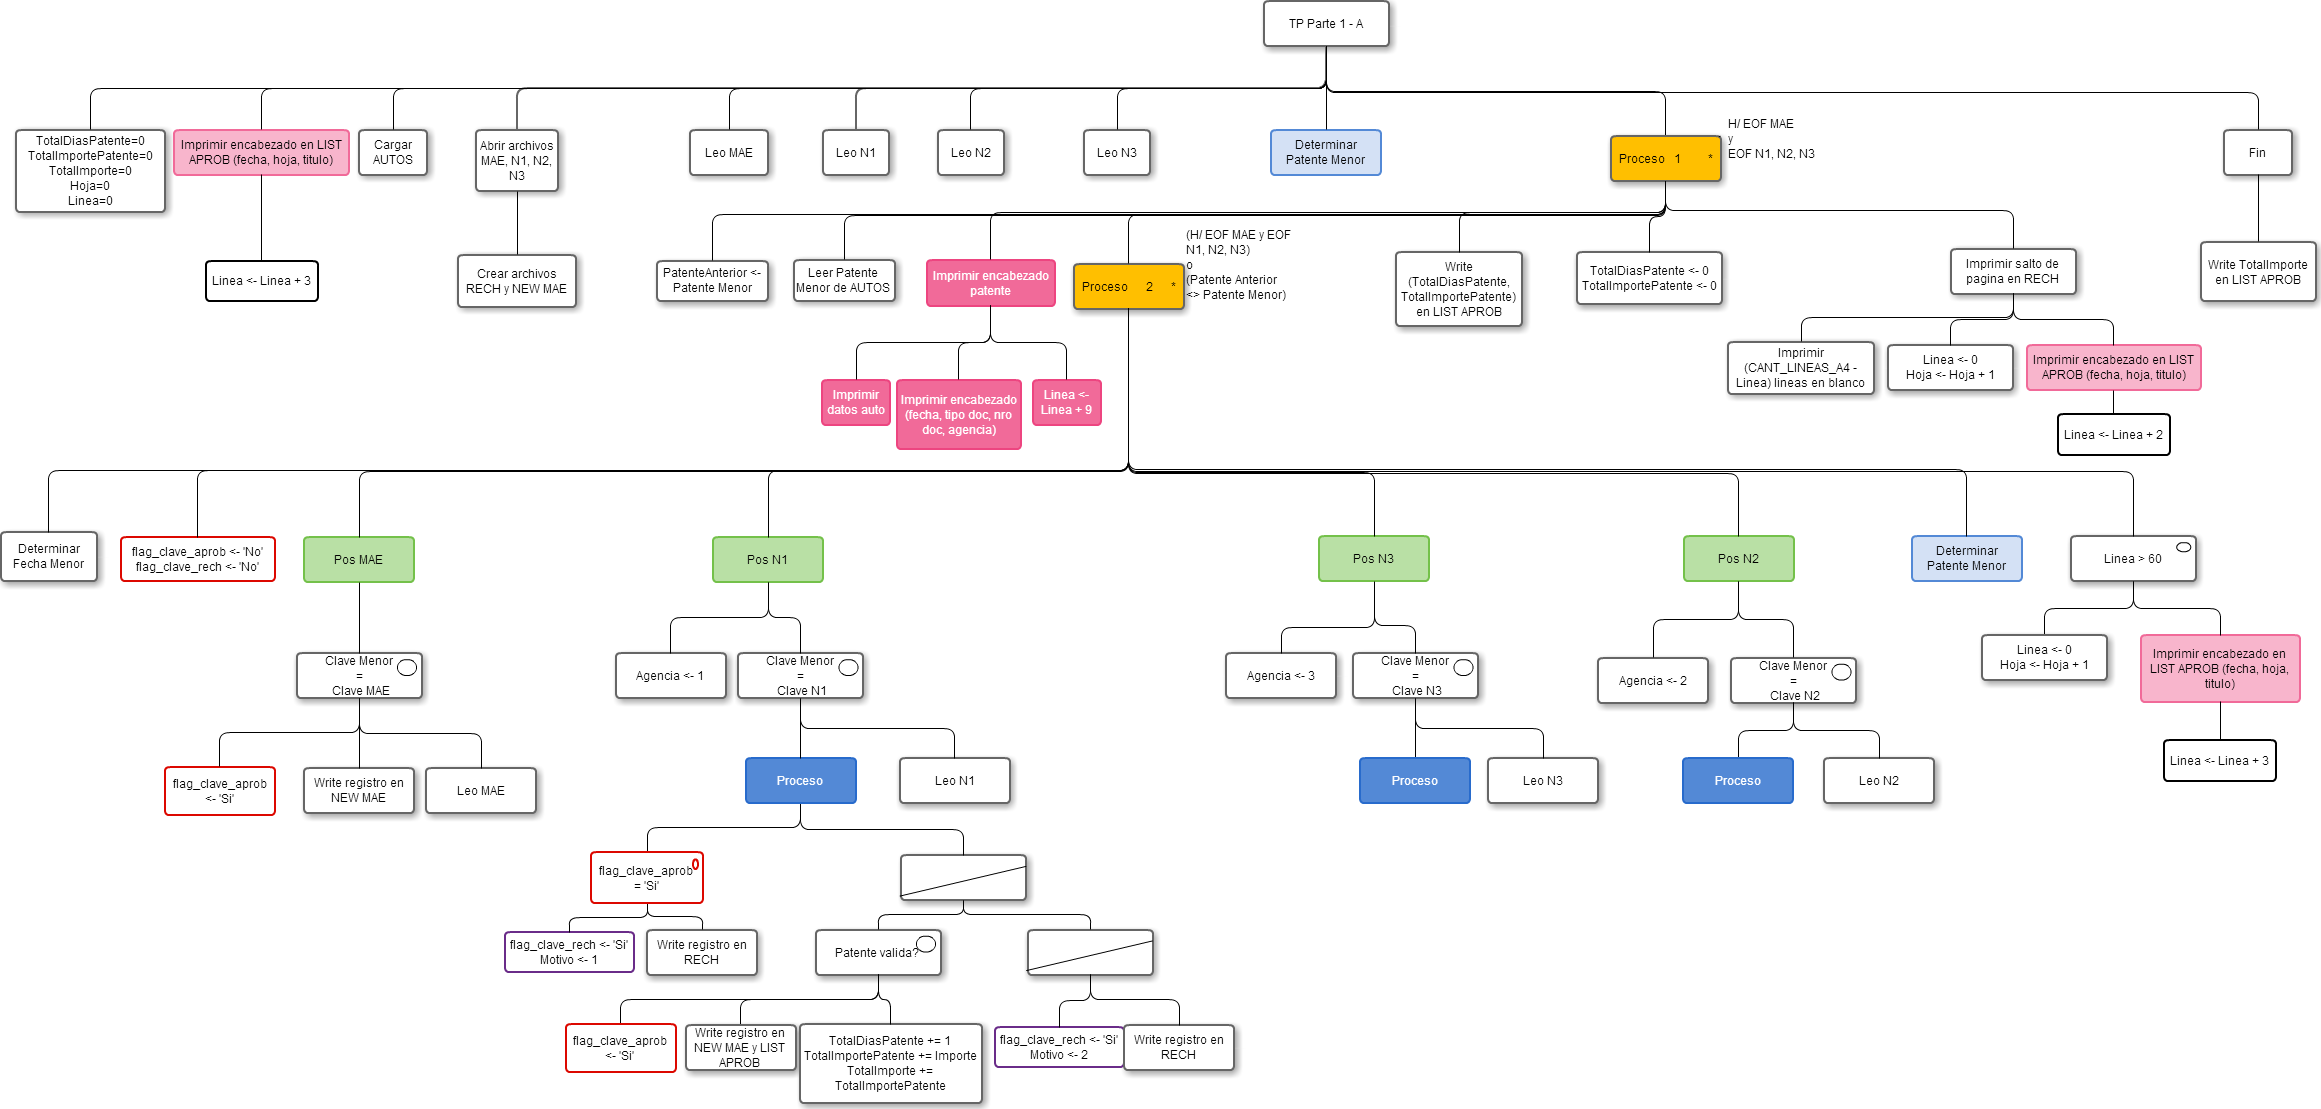 TP Parte 1 - A
TotalDiasPatente=0
TotalImportePatente=0
TotalImporte=0
Hoja=0
Linea=0
Imprimir encabezado en LIST
APROB (fecha, hoja, titulo)
Cargar
AUTOS
Abrir archivos
MAE, N1, N2,
N3
Leo MAE
Leo N1
Leo N2
Leo N3
Determinar
Patente Menor
Proceso 1 *
H/ EOF MAE
y
EOF N1, N2, N3
Fin
Linea <- Linea + 3
Crear archivos
RECH y NEW MAE
PatenteAnterior <-
Patente Menor
Leer Patente
Menor de AUTOS
Imprimir encabezado
patente
Proceso 2 *
(H/ EOF MAE y EOF
N1, N2, N3)
o
(Patente Anterior
<> Patente Menor)
Write
(TotalDiasPatente,
TotalImportePatente)
en LIST APROB
TotalDiasPatente <- 0
TotalImportePatente <- 0
Imprimir salto de
pagina en RECH
Write TotalImporte
en LIST APROB
Imprimir
datos auto
Imprimir encabezado
(fecha, tipo doc, nro
doc, agencia)
Linea <-
Linea + 9
Imprimir
(CANT_LINEAS_A4 -
Linea) lineas en blanco
Linea <- 0
Hoja <- Hoja + 1
Imprimir encabezado en LIST
APROB (fecha, hoja, titulo)
Linea <- Linea + 2
Determinar
Fecha Menor
flag_clave_aprob <- 'No'
flag_clave_rech <- 'No'
Pos MAE
Pos N1
Pos N3
Pos N2
Determinar
Patente Menor
Linea > 60
Clave Menor
=
Clave MAE
Agencia <- 1
Clave Menor
=
Clave N1
Agencia <- 3
Clave Menor
=
Clave N3
Agencia <- 2
Clave Menor
=
Clave N2
Linea <- 0
Hoja <- Hoja + 1
Imprimir encabezado en
LIST APROB (fecha, hoja,
titulo)
flag_clave_aprob
<- 'Si'
Write registro en
NEW MAE
Leo MAE
Proceso
Leo N1
Proceso
Leo N3
Proceso
Leo N2
Linea <- Linea + 3
flag_clave_aprob
= 'Si'
flag_clave_rech <- 'Si'
Motivo <- 1
Write registro en
RECH
Patente valida?
flag_clave_aprob
<- 'Si'
Write registro en
NEW MAE y LIST
APROB
TotalDiasPatente += 1
TotalImportePatente += Importe
TotalImporte +=
TotalImportePatente
flag_clave_rech <- 'Si'
Motivo <- 2
Write registro en
RECH